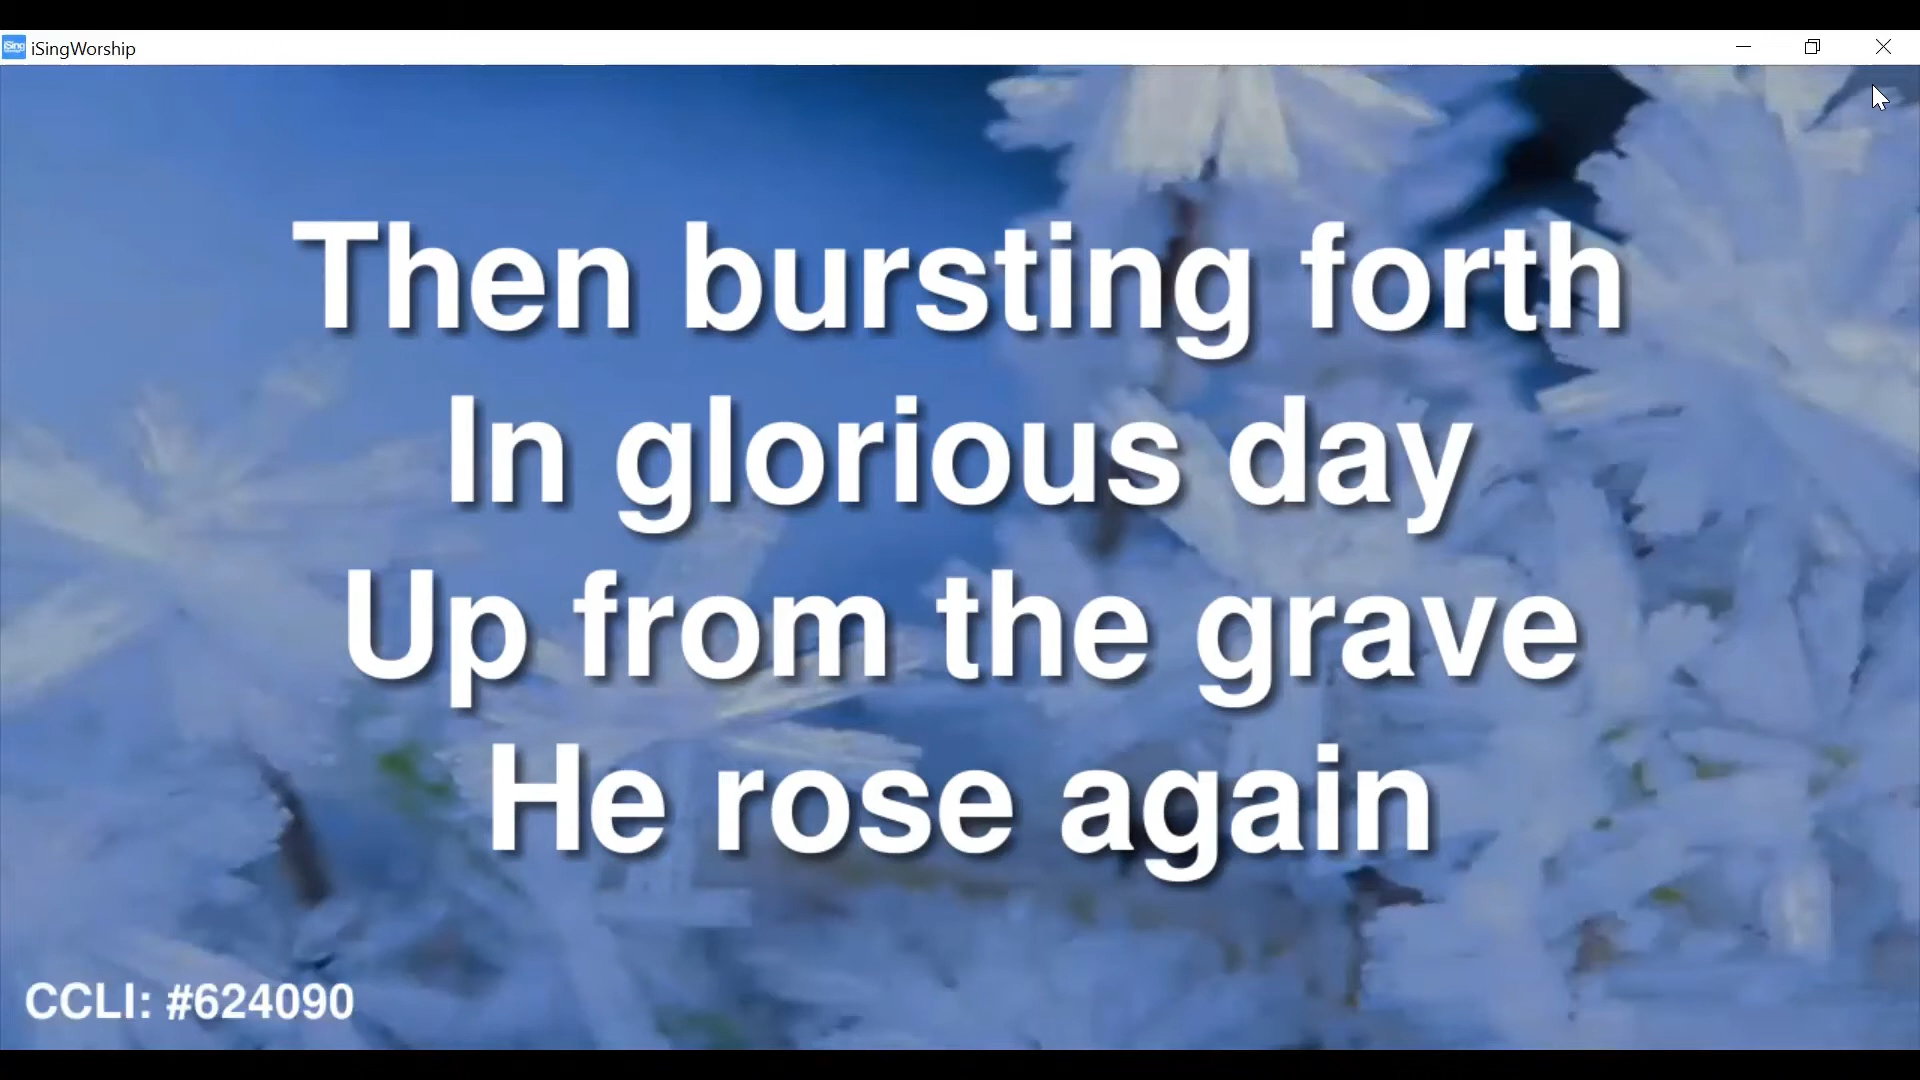 iSingWorship
Then bursting forth
In glorious day
Up from the grave
He rose again
CCLI: #624090